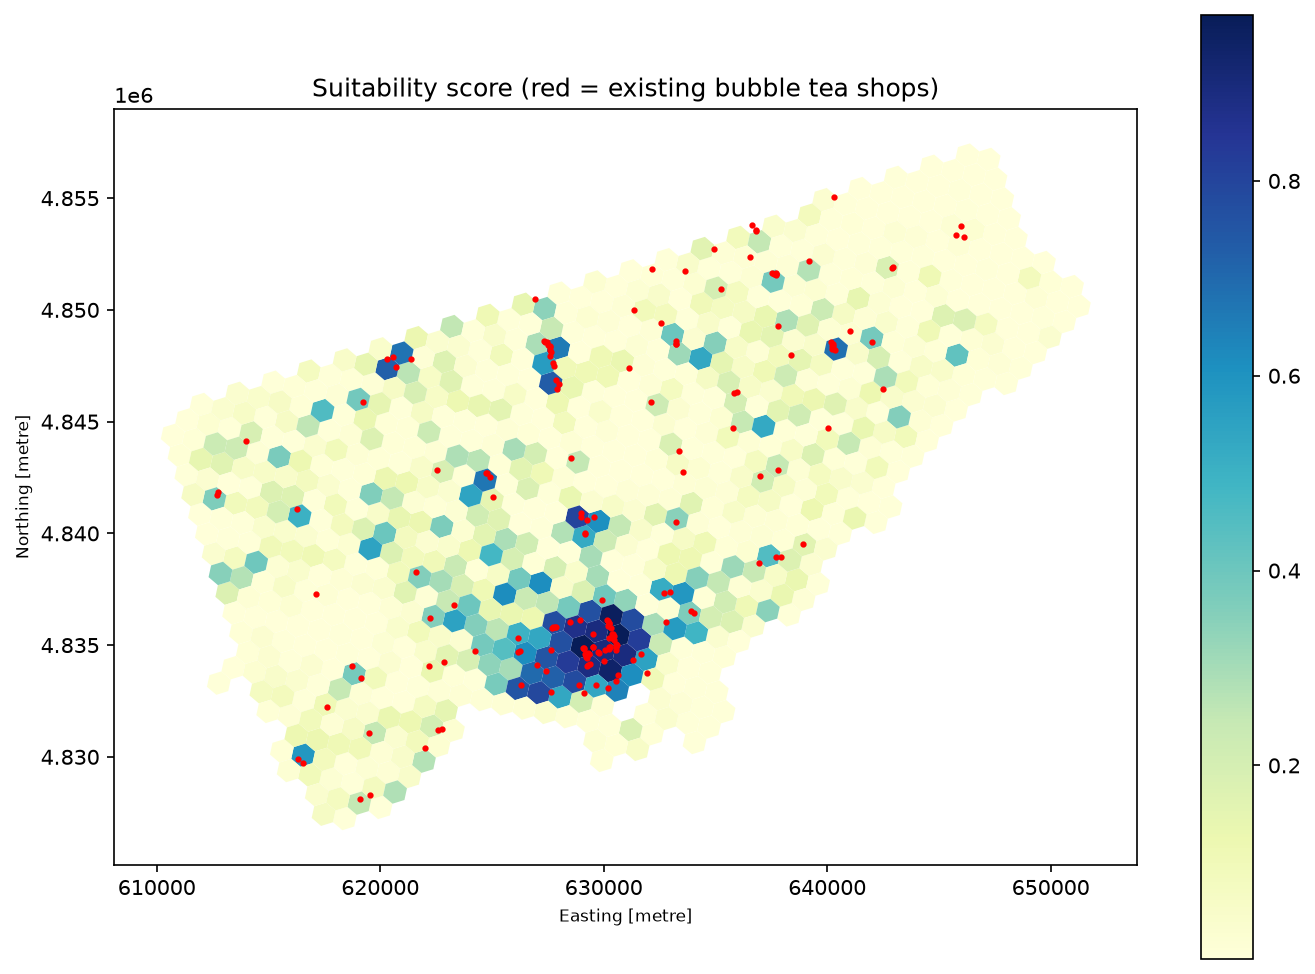 Suitability score (red = existing bubble tea shops)
1e6
4.855
4.850
4.845
4.840
4.835
4.830
Northing [metre]
610000 620000 630000 640000 650000
Easting [metre]
0.8
0.6
0.4
0.2